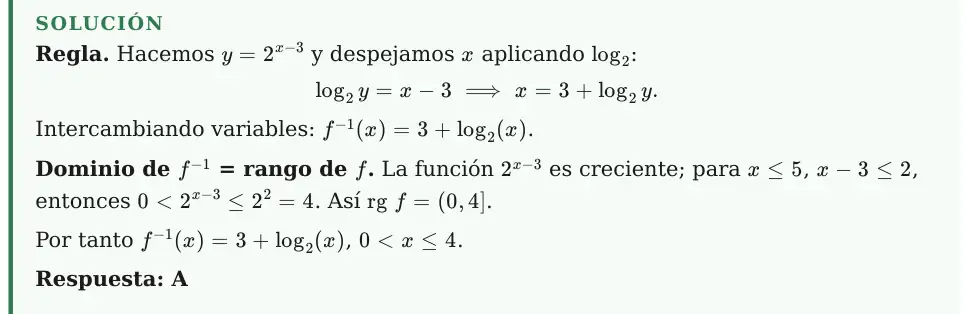 SOLUCIÓN
Regla. Hacemos y = 2^{x−3} y despejamos x aplicando log₂:
log₂ y = x − 3 ⟹ x = 3 + log₂ y.
Intercambiando variables: f⁻¹(x) = 3 + log₂(x).
Dominio de f⁻¹ = rango de f. La función 2^{x−3} es creciente; para x ≤ 5, x − 3 ≤ 2,
entonces 0 < 2^{x−3} ≤ 2² = 4. Así rg f = (0, 4].
Por tanto f⁻¹(x) = 3 + log₂(x), 0 < x ≤ 4.
Respuesta: A